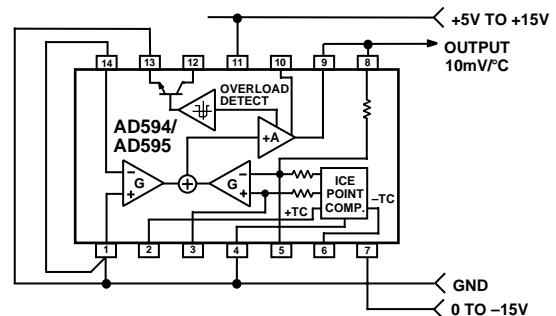 +5V TO +15V
OUTPUT
10mV/°C
14 13 12 11 10 9 8
OVERLOAD
DETECT
AD594/
AD595
+A
– –
G G
+ +
ICE
POINT
COMP.
–TC
+TC
1 2 3 4 5 6 7
GND
0 TO –15V